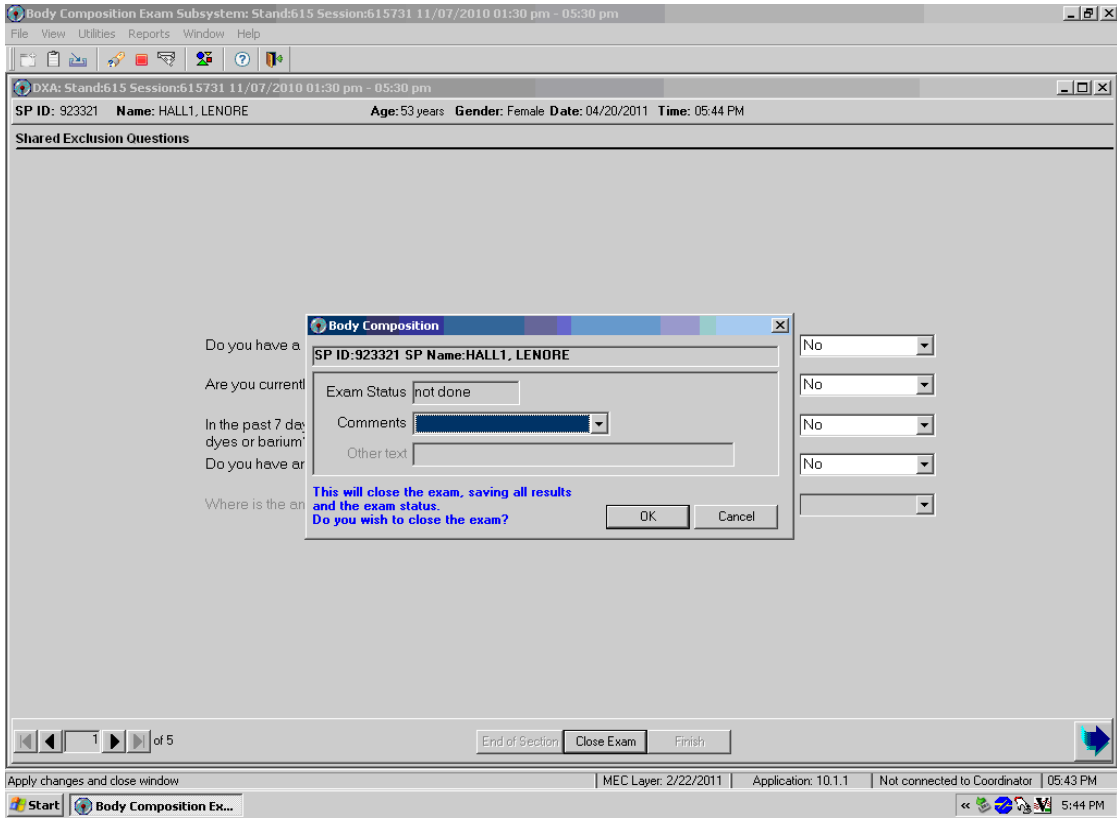 Body Composition Exam Subsystem: Stand:615 Session:615731 11/07/2010 01:30 pm - 05:30 pm
File View Utilities Reports Window Help
DXA: Stand:615 Session:615731 11/07/2010 01:30 pm - 05:30 pm
SP ID: 923321 Name: HALL1, LENORE Age: 53 years Gender: Female Date: 04/20/2011 Time: 05:44 PM
Shared Exclusion Questions
Body Composition
SP ID:923321 SP Name:HALL1, LENORE
Exam Status not done
Comments
Other text
This will close the exam, saving all results
and the exam status.
Do you wish to close the exam?
OK Cancel
Do you have a No
Are you currentl No
In the past 7 day No
dyes or barium?
Do you have an No
Where is the an
1 of 5
End of Section Close Exam Finish
Apply changes and close window MEC Layer: 2/22/2011 Application: 10.1.1 Not connected to Coordinator 05:43 PM
Start Body Composition Ex... « 5:44 PM